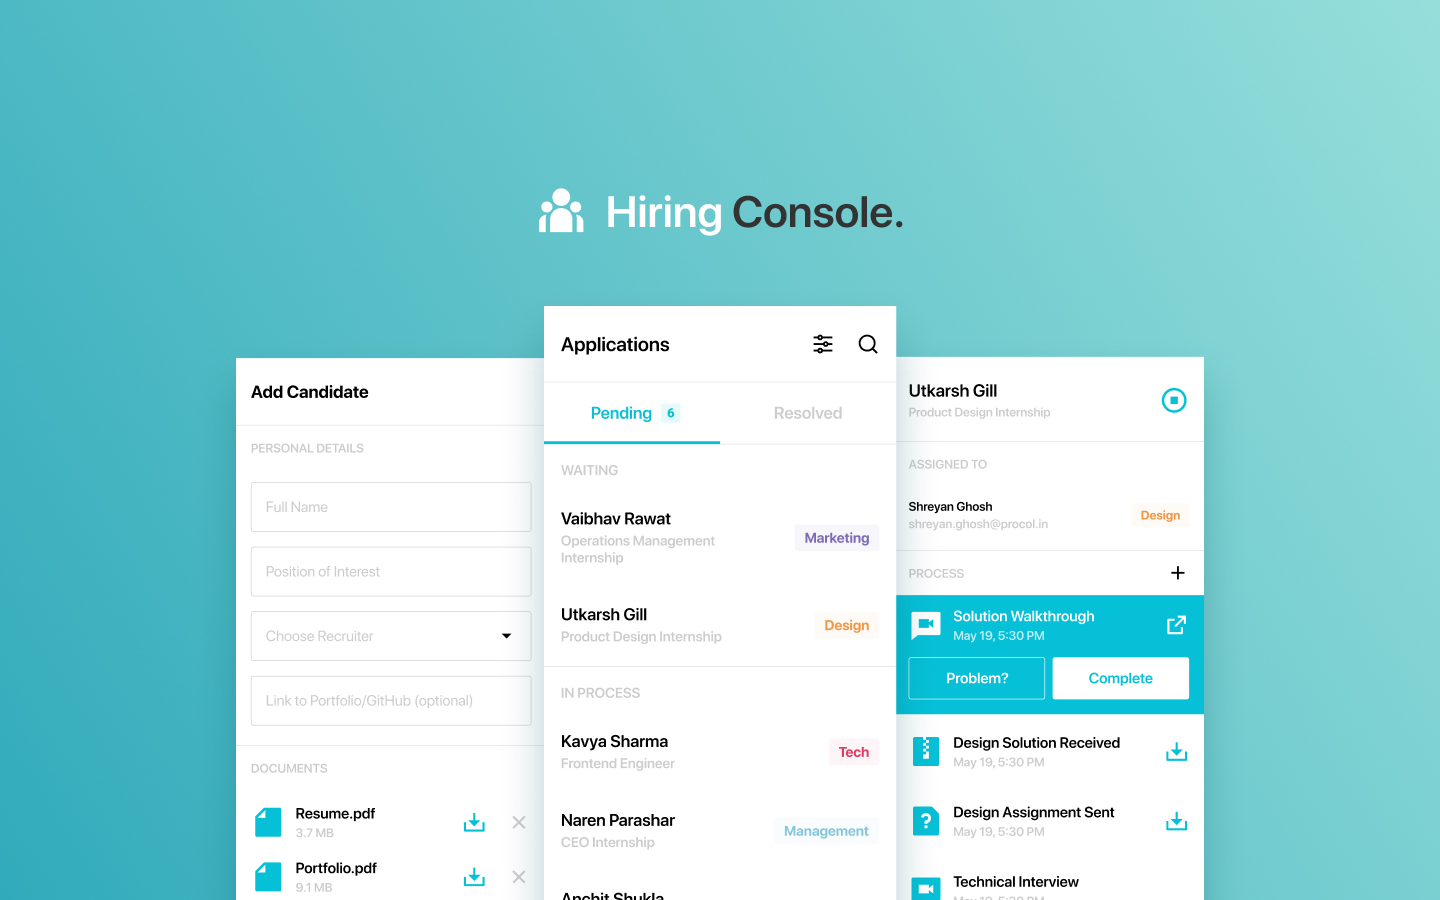 Hiring Console.
Add Candidate
PERSONAL DETAILS
Full Name
Position of Interest
Choose Recruiter
Link to Portfolio/GitHub (optional)
DOCUMENTS
Resume.pdf
3.7 MB
Portfolio.pdf
9.1 MB
Applications
Pending 6
Resolved
WAITING
Vaibhav Rawat
Operations Management
Internship
Marketing
Utkarsh Gill
Product Design Internship
Design
IN PROCESS
Kavya Sharma
Frontend Engineer
Tech
Naren Parashar
CEO Internship
Management
Anchit Shukla
Utkarsh Gill
Product Design Internship
ASSIGNED TO
Shreyan Ghosh
shreyan.ghosh@procol.in
Design
PROCESS
Solution Walkthrough
May 19, 5:30 PM
Problem?
Complete
Design Solution Received
May 19, 5:30 PM
Design Assignment Sent
May 19, 5:30 PM
Technical Interview
May 19, 5:30 PM